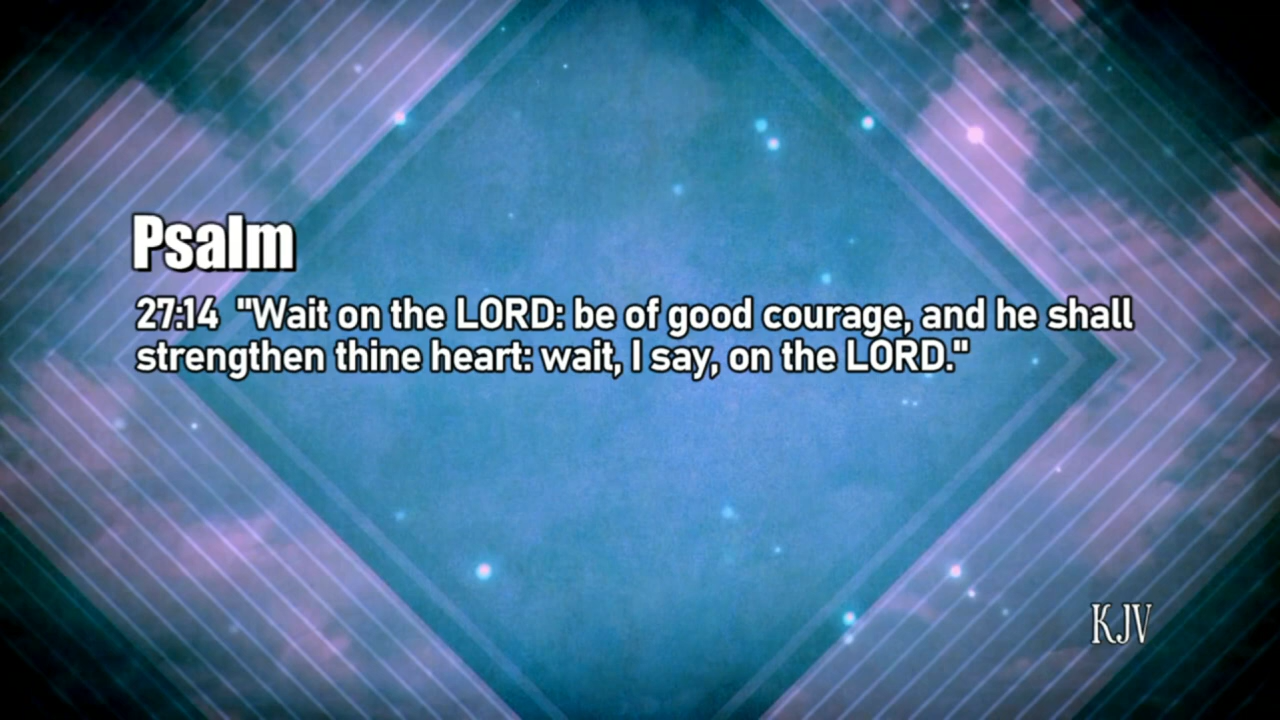 Psalm
27:14  "Wait on the LORD: be of good courage, and he shall
strengthen thine heart: wait, I say, on the LORD."
KJV